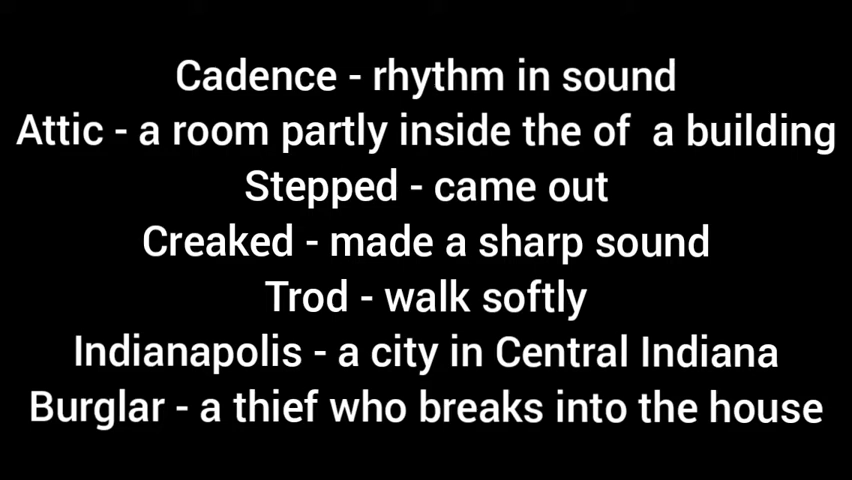 Cadence - rhythm in sound
Attic - a room partly inside the of a building
Stepped - came out
Creaked - made a sharp sound
Trod - walk softly
Indianapolis - a city in Central Indiana
Burglar - a thief who breaks into the house